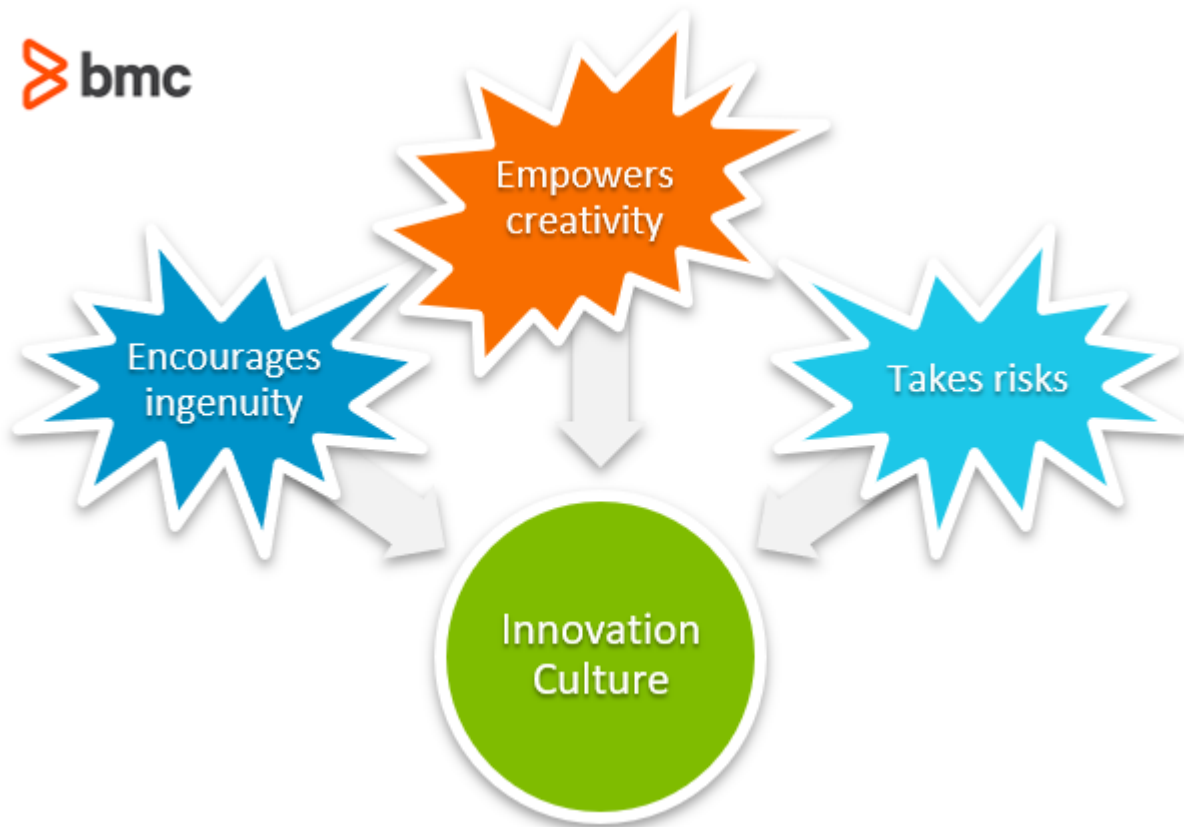 bmc
Empowers
creativity
Encourages
ingenuity
Takes risks
Innovation
Culture